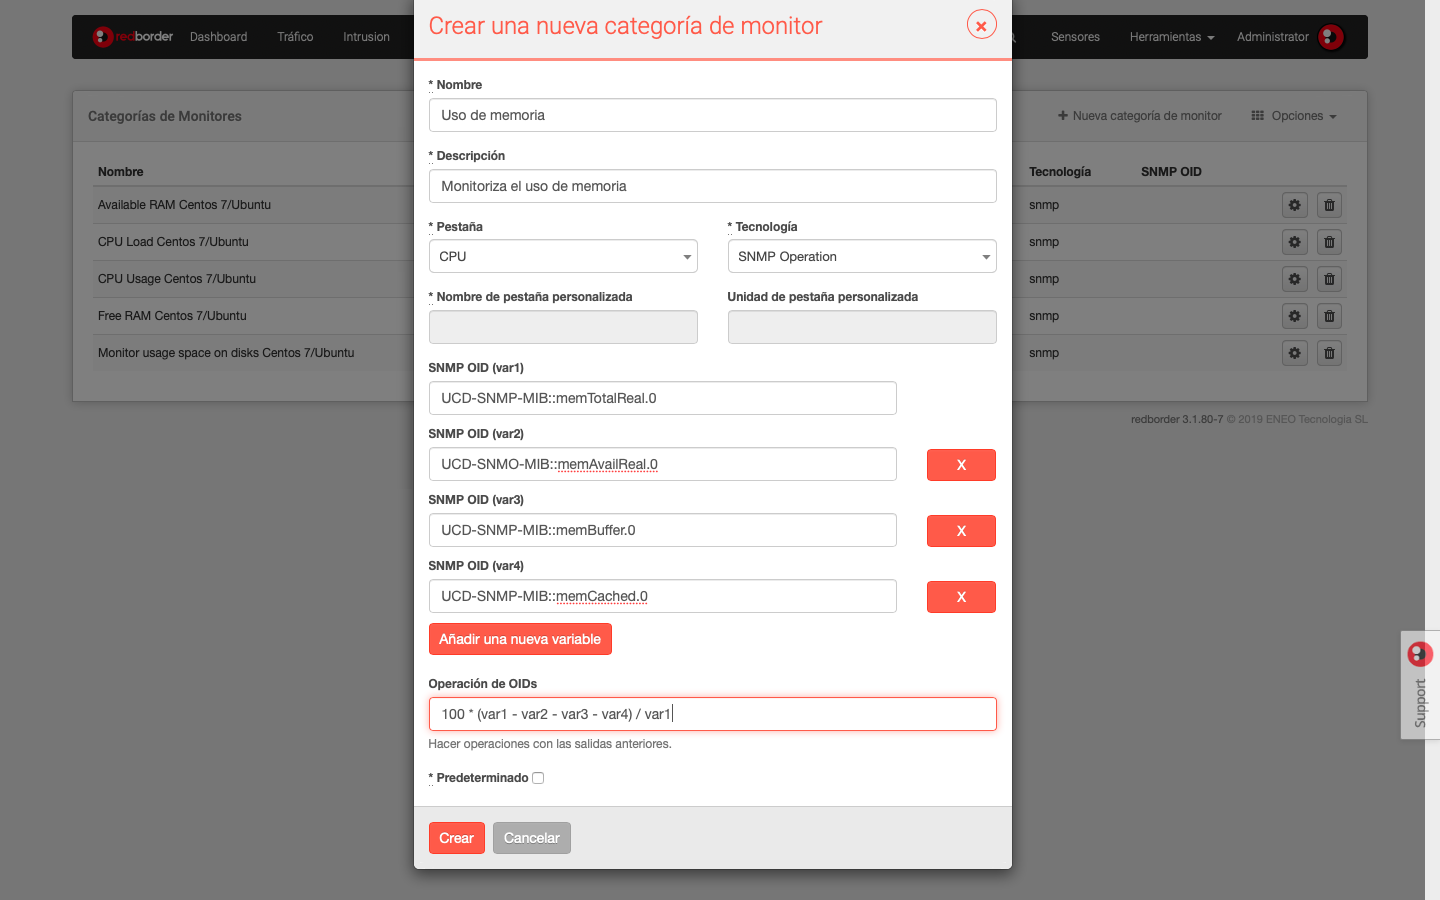 Crear una nueva categoría de monitor
redborder Dashboard Tráfico Intrusion Sensores Herramientas Administrator
Categorías de Monitores
Nueva categoría de monitor Opciones
Nombre Tecnología SNMP OID
Available RAM Centos 7/Ubuntu snmp
CPU Load Centos 7/Ubuntu snmp
CPU Usage Centos 7/Ubuntu snmp
Free RAM Centos 7/Ubuntu snmp
Monitor usage space on disks Centos 7/Ubuntu snmp
redborder 3.1.80-7 © 2019 ENEO Tecnología SL
* Nombre
Uso de memoria
* Descripción
Monitoriza el uso de memoria
* Pestaña * Tecnología
CPU SNMP Operation
* Nombre de pestaña personalizada Unidad de pestaña personalizada
SNMP OID (var1)
UCD-SNMP-MIB::memTotalReal.0
SNMP OID (var2)
UCD-SNMO-MIB::memAvailReal.0 X
SNMP OID (var3)
UCD-SNMP-MIB::memBuffer.0 X
SNMP OID (var4)
UCD-SNMP-MIB::memCached.0 X
Añadir una nueva variable
Operación de OIDs
100 * (var1 - var2 - var3 - var4) / var1
Hacer operaciones con las salidas anteriores.
* Predeterminado
Crear Cancelar
Support